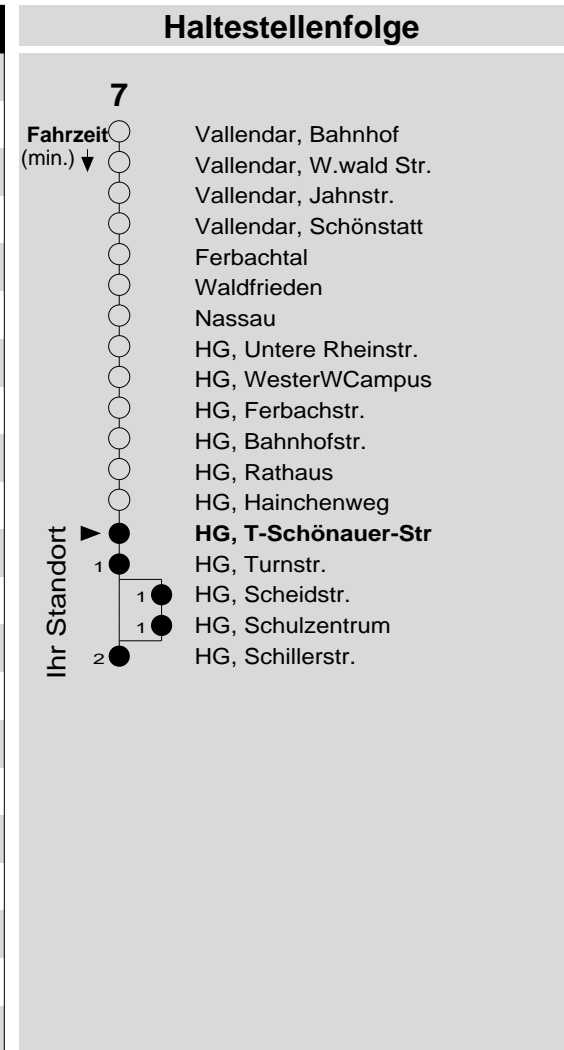 Haltestellenfolge
7
Fahrzeit
(min.)
Vallendar, Bahnhof
Vallendar, W.wald Str.
Vallendar, Jahnstr.
Vallendar, Schönstatt
Ferbachtal
Waldfrieden
Nassau
HG, Untere Rheinstr.
HG, WesterWCampus
HG, Ferbachstr.
HG, Bahnhofstr.
HG, Rathaus
HG, Hainchenweg
Ihr Standort
HG, T-Schönauer-Str
1 HG, Turnstr.
1 HG, Scheidstr.
1 HG, Schulzentrum
2 HG, Schillerstr.